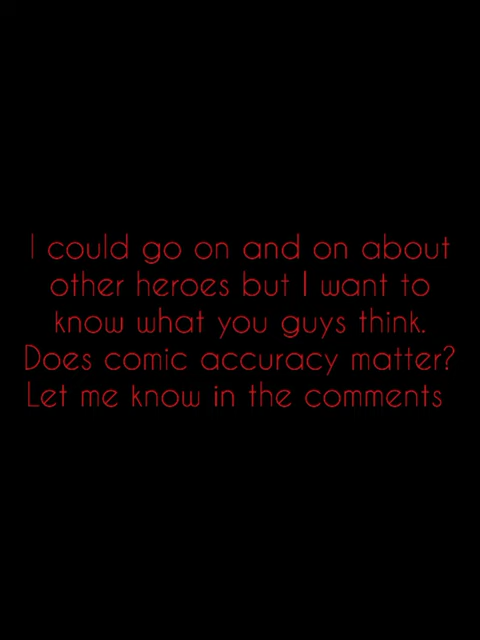 I could go on and on about
other heroes but I want to
know what you guys think.
Does comic accuracy matter?
Let me know in the comments